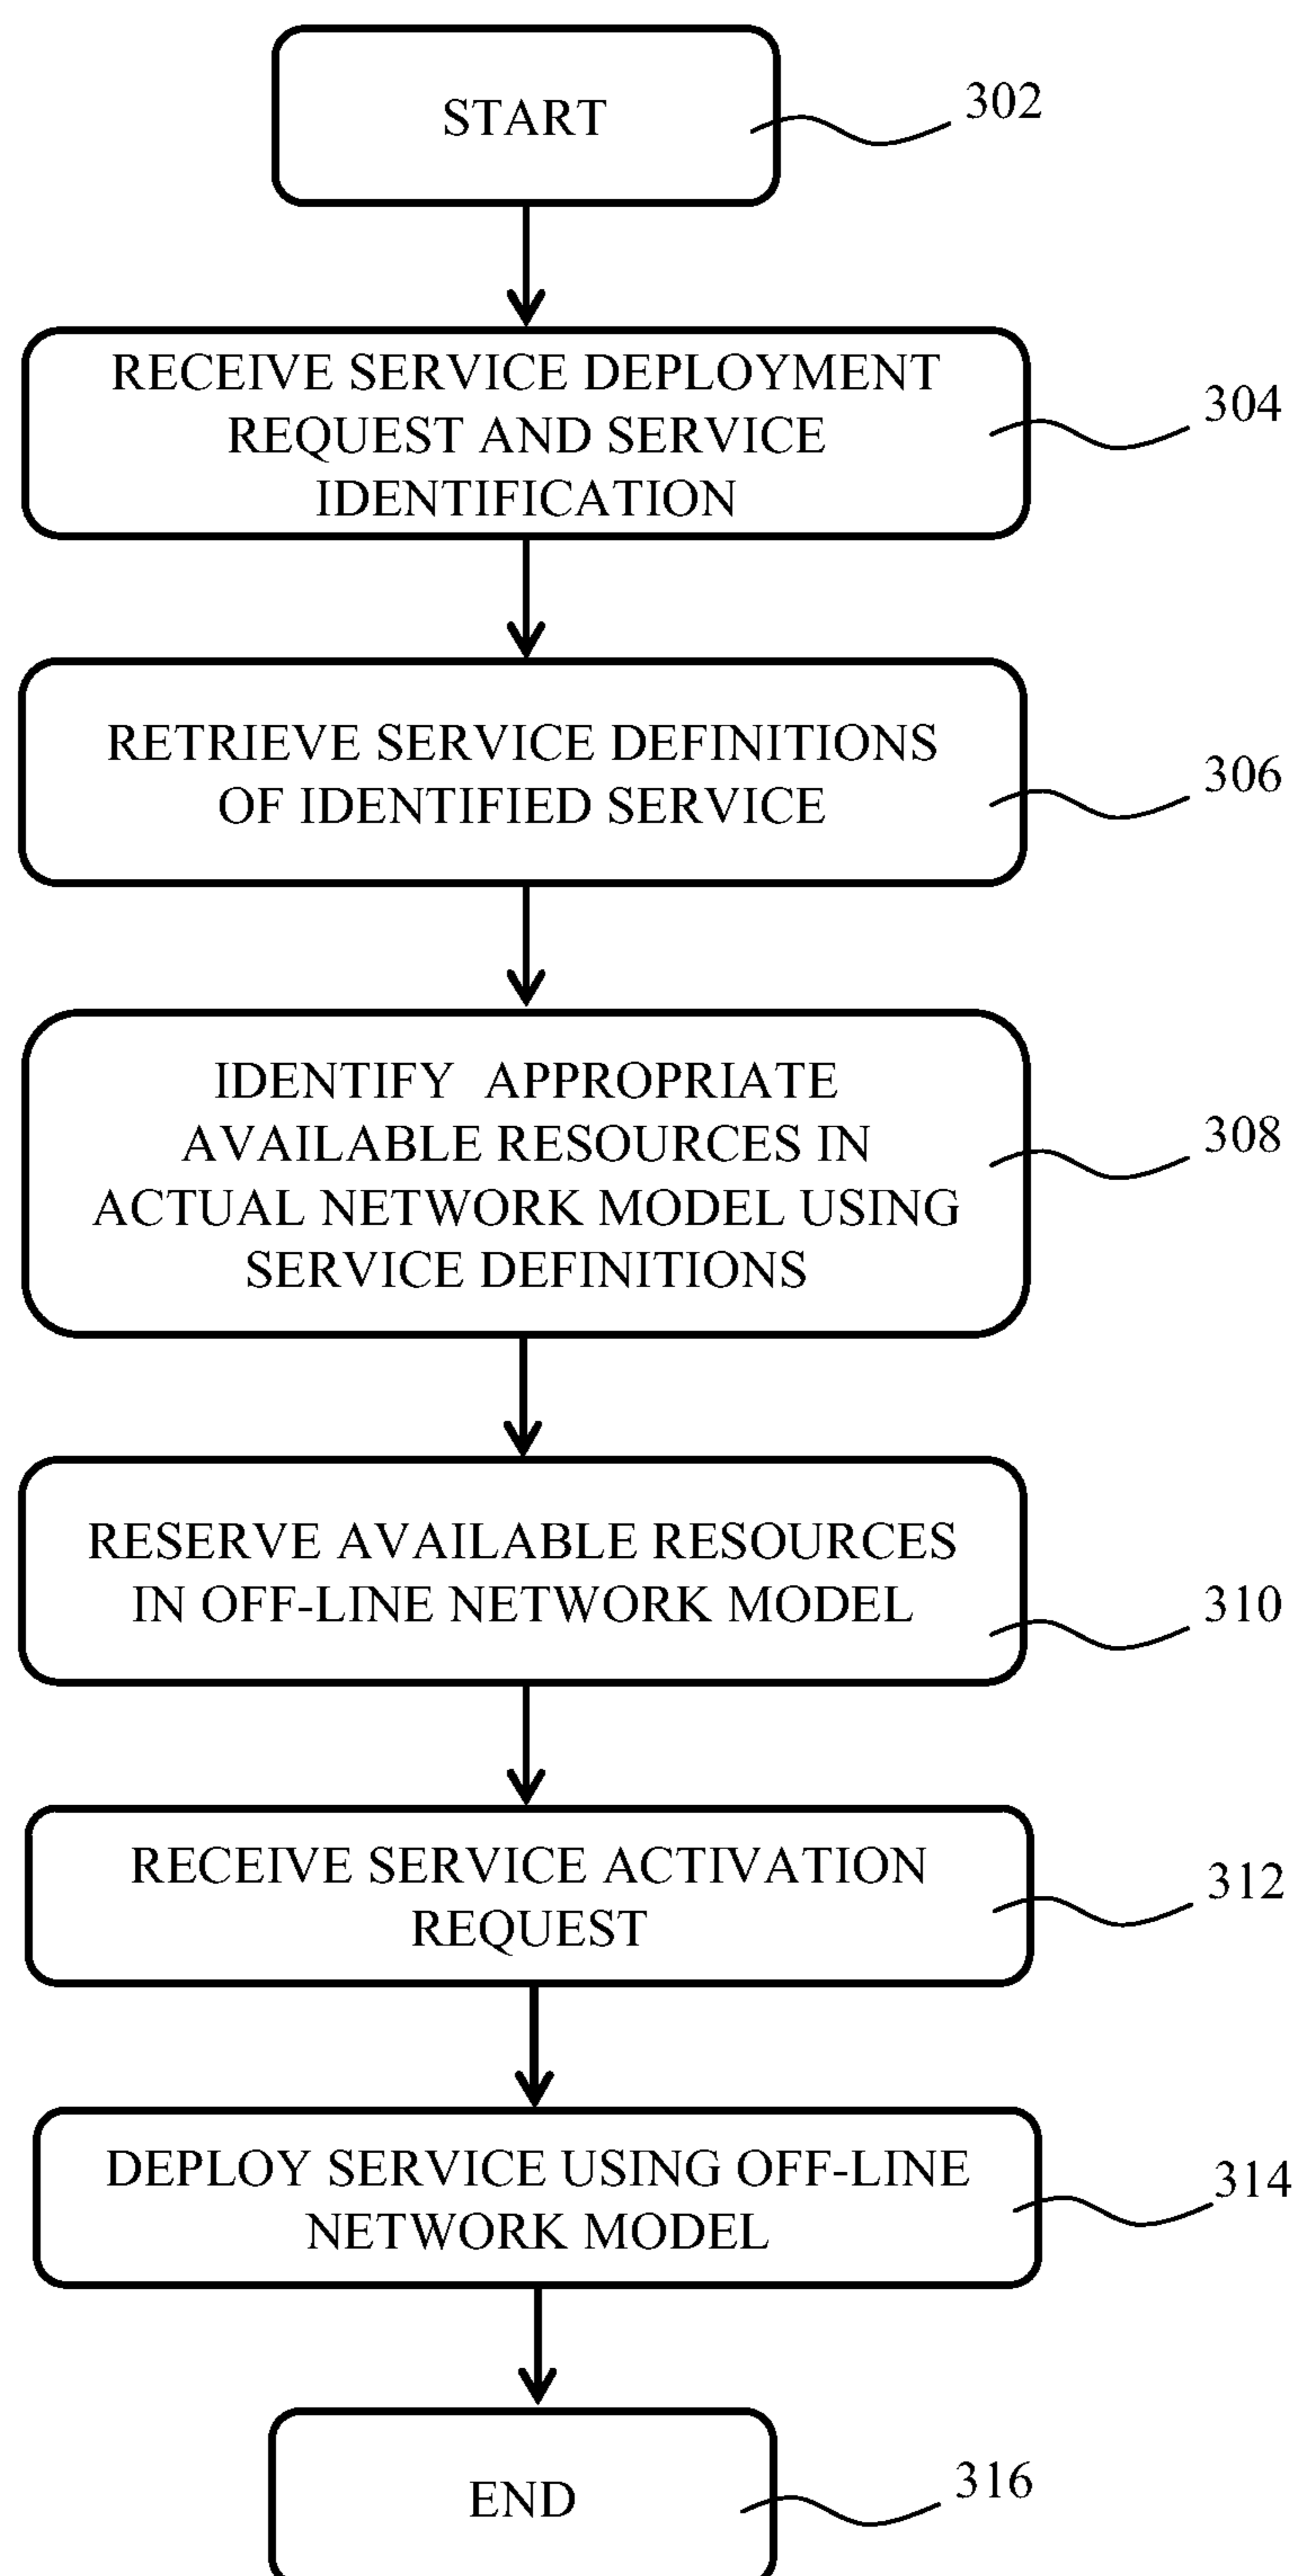 START
302
RECEIVE SERVICE DEPLOYMENT
REQUEST AND SERVICE
IDENTIFICATION
304
RETRIEVE SERVICE DEFINITIONS
OF IDENTIFIED SERVICE
306
IDENTIFY APPROPRIATE
AVAILABLE RESOURCES IN
ACTUAL NETWORK MODEL USING
SERVICE DEFINITIONS
308
RESERVE AVAILABLE RESOURCES
IN OFF-LINE NETWORK MODEL
310
RECEIVE SERVICE ACTIVATION
REQUEST
312
DEPLOY SERVICE USING OFF-LINE
NETWORK MODEL
314
END
316